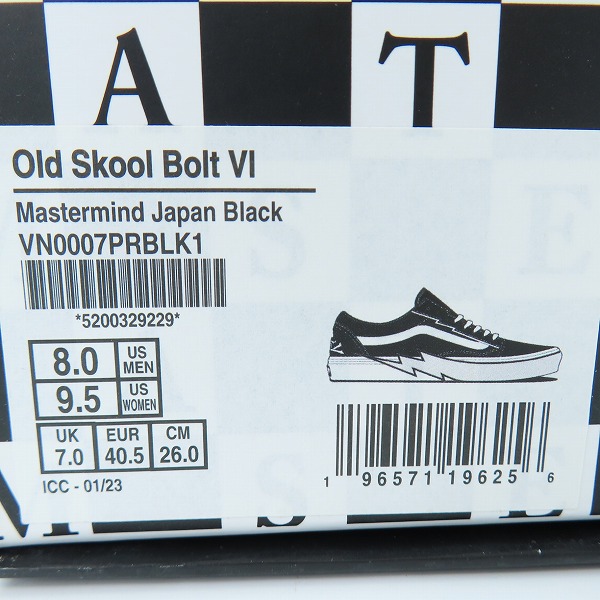 A T
Old Skool Bolt VI
Mastermind Japan Black
VN0007PRBLK1
*5200329229*
8.0 US MEN
9.5 US WOMEN
UK 7.0 EUR 40.5 CM 26.0
ICC - 01/23
1 96571 19625 6
M S E